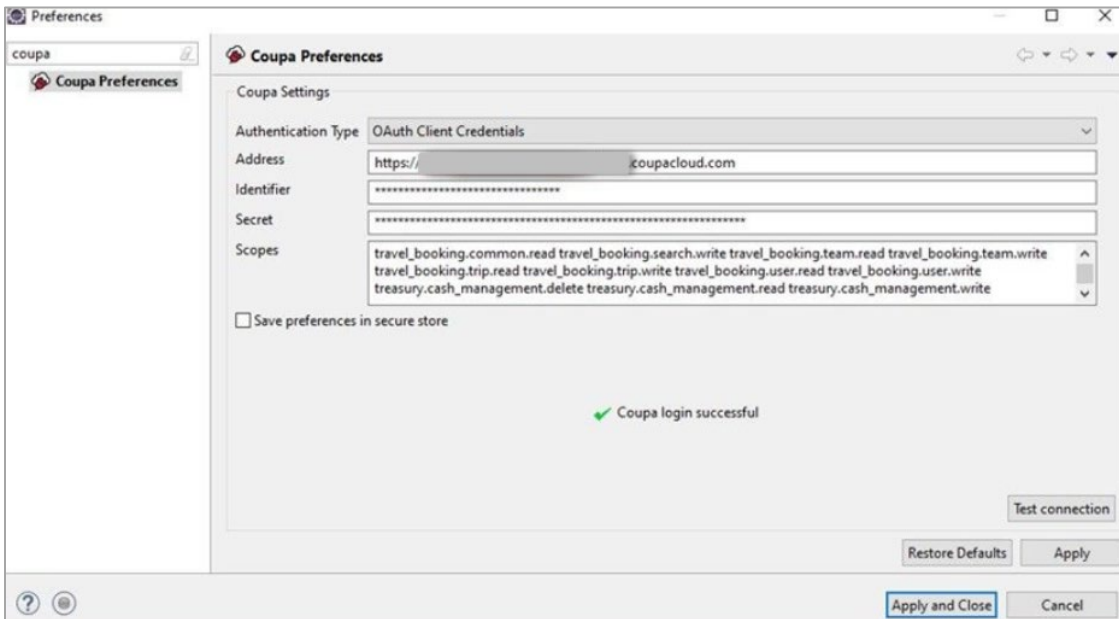 Preferences
coupa
Coupa Preferences
Coupa Preferences
Coupa Settings
Authentication Type OAuth Client Credentials
Address https:// .coupacloud.com
Identifier **********************************
Secret ********************************************************************
Scopes travel_booking.common.read travel_booking.search.write travel_booking.team.read travel_booking.team.write
travel_booking.trip.read travel_booking.trip.write travel_booking.user.read travel_booking.user.write
treasury.cash_management.delete treasury.cash_management.read treasury.cash_management.write
Save preferences in secure store
Coupa login successful
Test connection
Restore Defaults Apply
Apply and Close Cancel